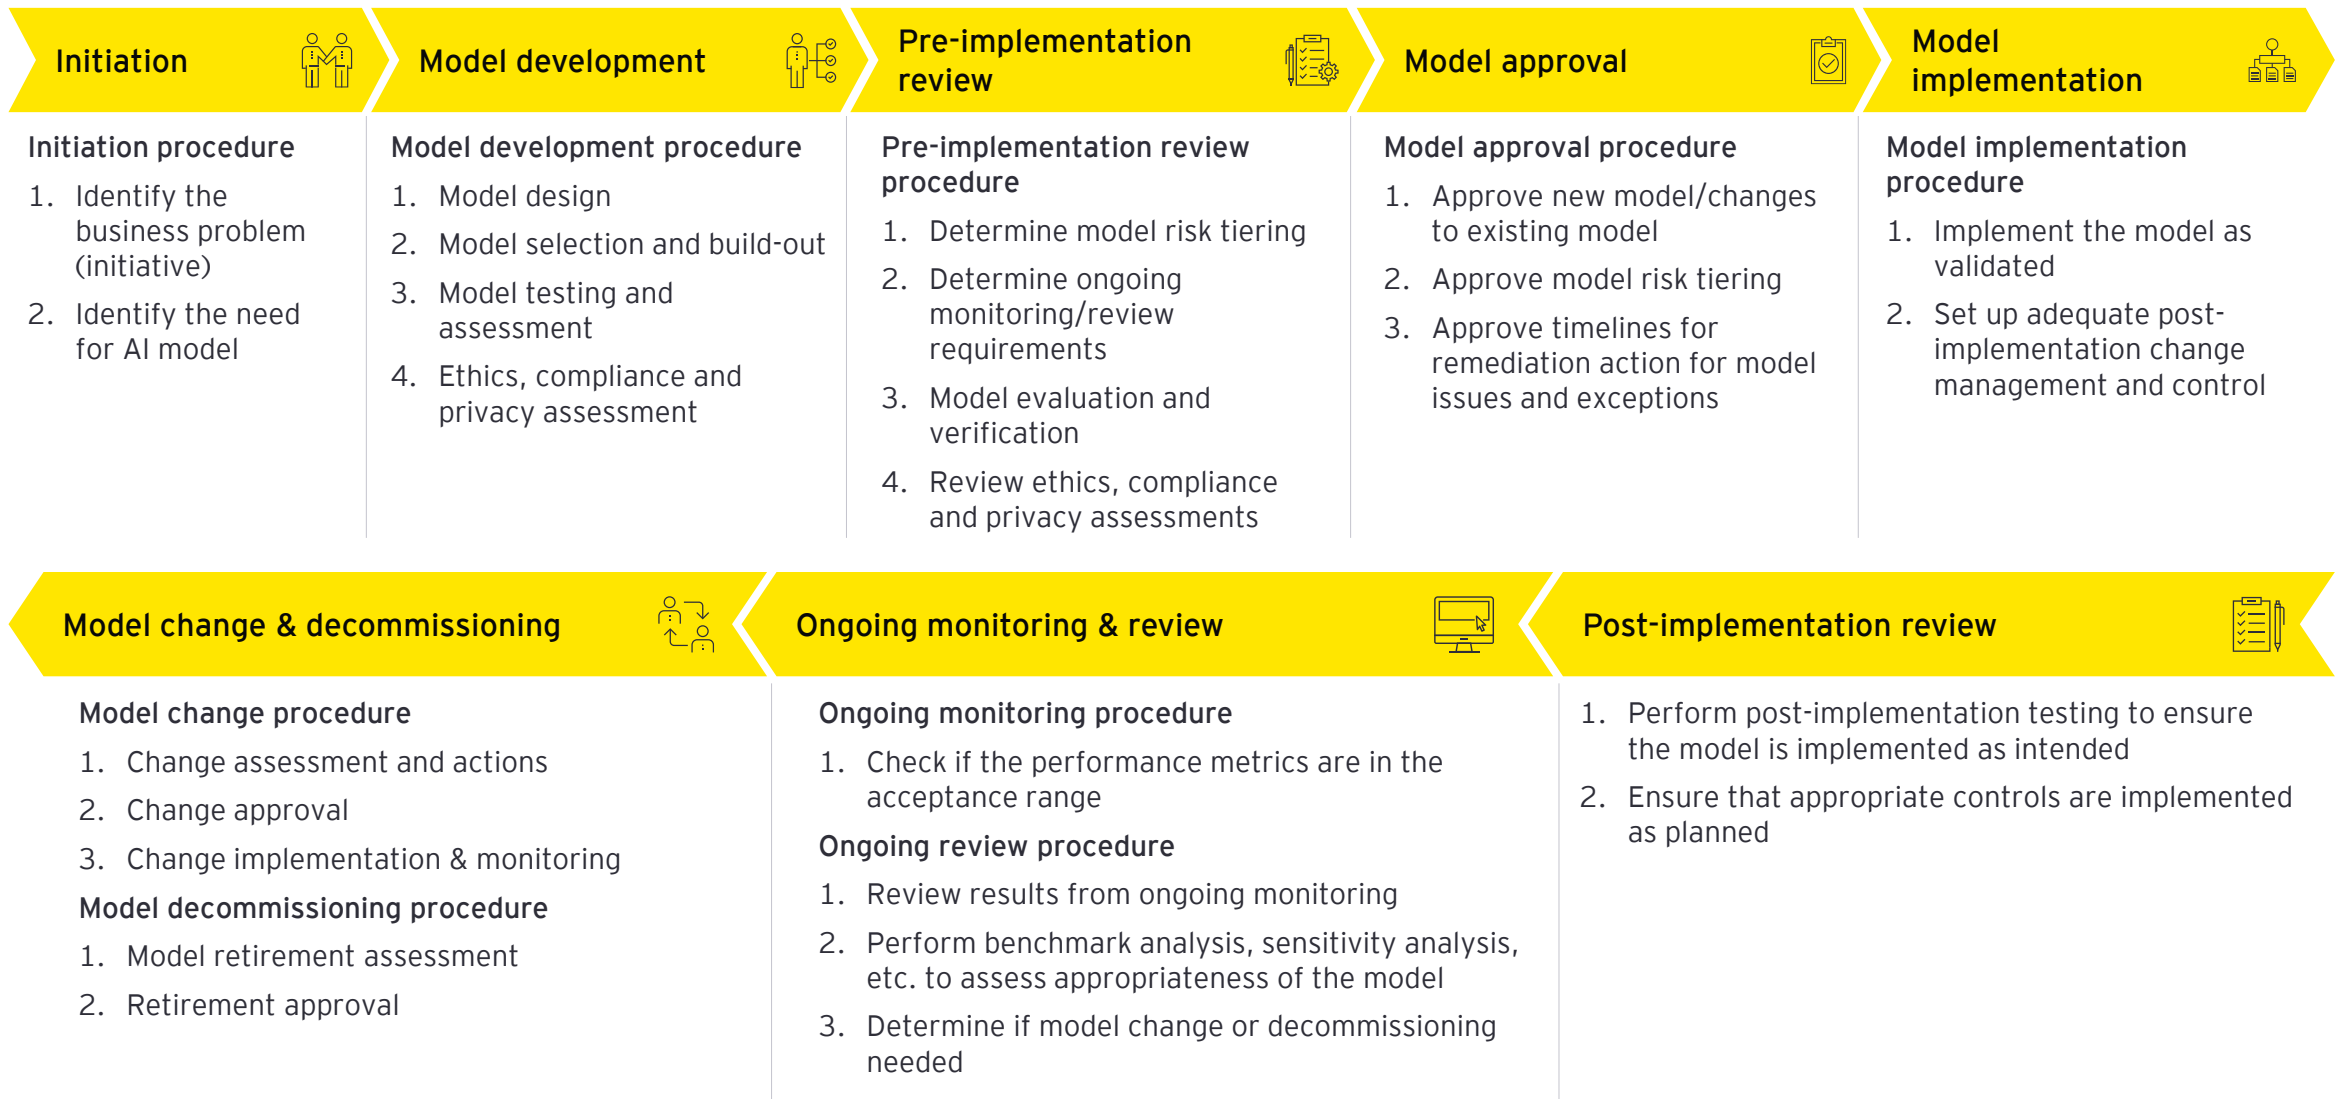 Initiation
Model development
Pre-implementation
review
Model approval
Model
implementation
Initiation procedure
1. Identify the
business problem
(initiative)
2. Identify the need
for AI model
Model development procedure
1. Model design
2. Model selection and build-out
3. Model testing and
assessment
4. Ethics, compliance and
privacy assessment
Pre-implementation review
procedure
1. Determine model risk tiering
2. Determine ongoing
monitoring/review
requirements
3. Model evaluation and
verification
4. Review ethics, compliance
and privacy assessments
Model approval procedure
1. Approve new model/changes
to existing model
2. Approve model risk tiering
3. Approve timelines for
remediation action for model
issues and exceptions
Model implementation
procedure
1. Implement the model as
validated
2. Set up adequate post-
implementation change
management and control
Model change & decommissioning
Ongoing monitoring & review
Post-implementation review
Model change procedure
1. Change assessment and actions
2. Change approval
3. Change implementation & monitoring
Model decommissioning procedure
1. Model retirement assessment
2. Retirement approval
Ongoing monitoring procedure
1. Check if the performance metrics are in the
acceptance range
Ongoing review procedure
1. Review results from ongoing monitoring
2. Perform benchmark analysis, sensitivity analysis,
etc. to assess appropriateness of the model
3. Determine if model change or decommissioning
needed
1. Perform post-implementation testing to ensure
the model is implemented as intended
2. Ensure that appropriate controls are implemented
as planned